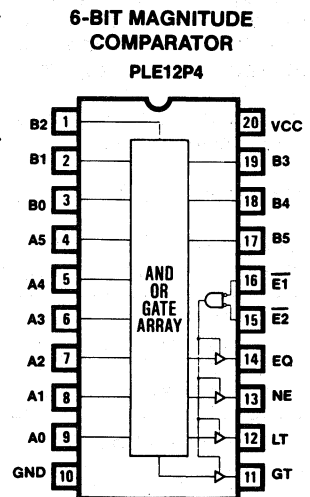 6-BIT MAGNITUDE
COMPARATOR
PLE12P4
B2 1 20 VCC
B1 2 19 B3
B0 3 18 B4
A5 4 17 B5
A4 5 16 E1
A3 6 15 E2
A2 7 14 EQ
A1 8 13 NE
A0 9 12 LT
GND 10 11 GT
AND
OR
GATE
ARRAY